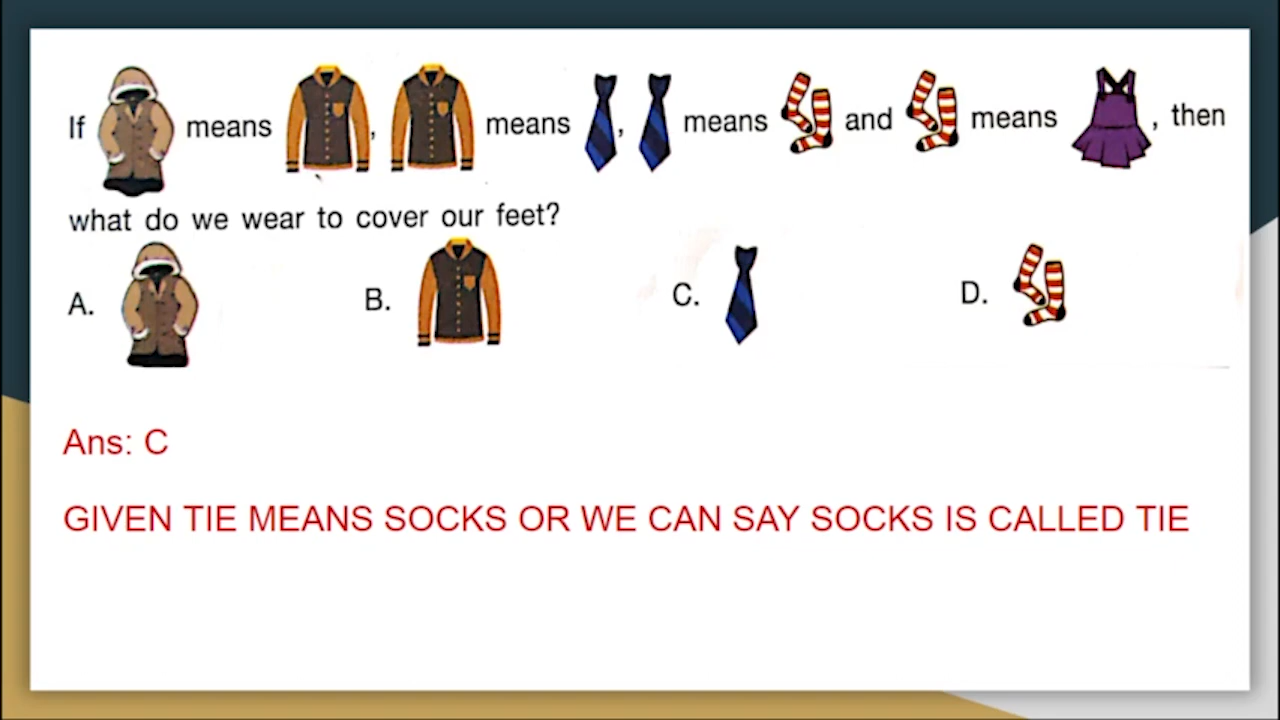 If means , means , means and means , then
what do we wear to cover our feet?
A. B. C. D.
Ans: C
GIVEN TIE MEANS SOCKS OR WE CAN SAY SOCKS IS CALLED TIE